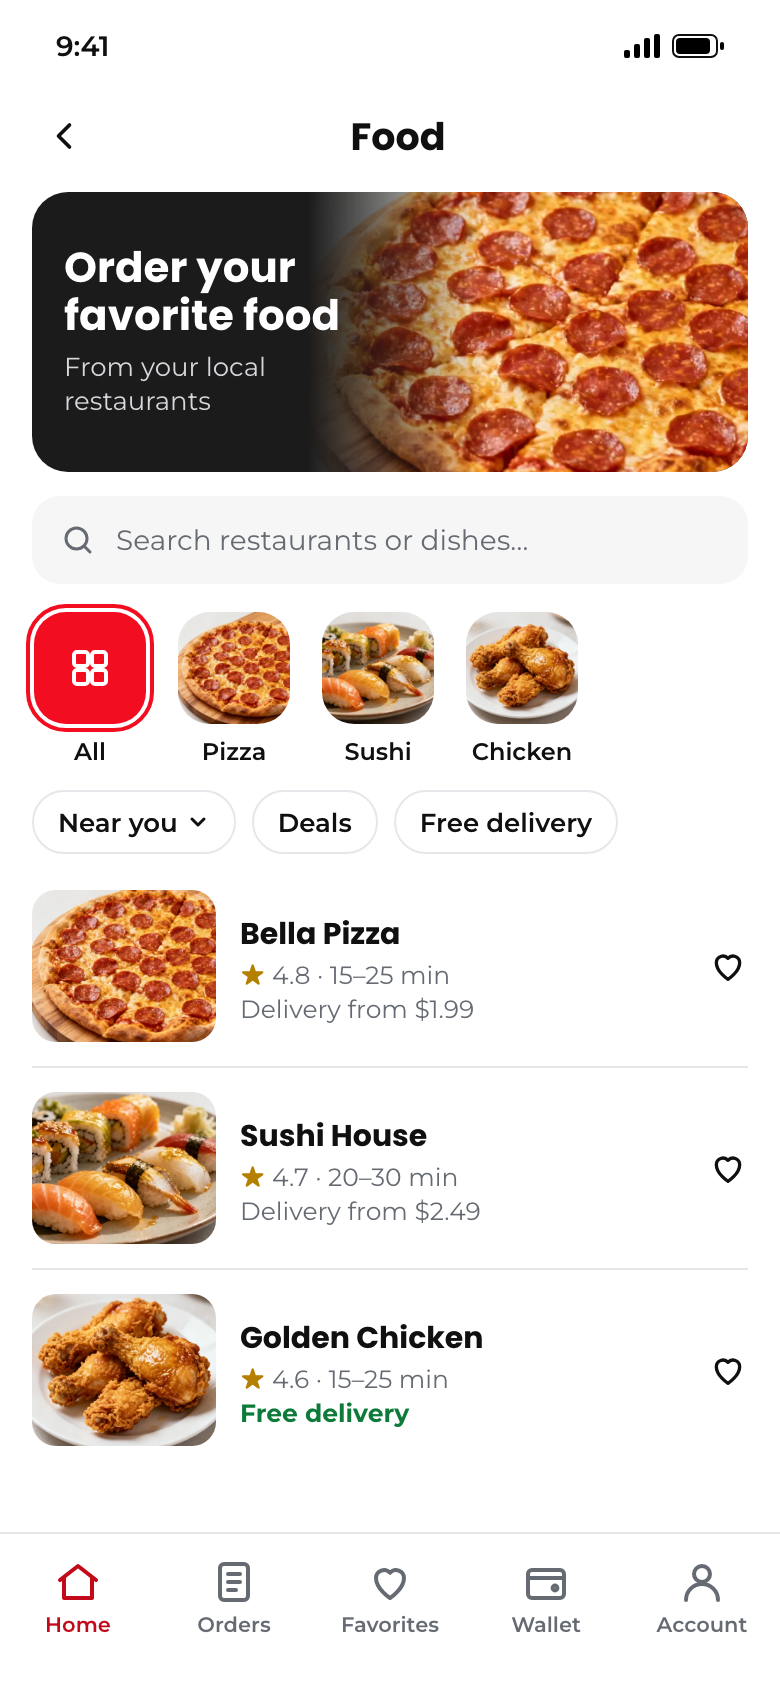 9:41
Food
Order your
favorite food
From your local
restaurants
Search restaurants or dishes...
All
Pizza
Sushi
Chicken
Near you
Deals
Free delivery
Bella Pizza
4.8 · 15–25 min
Delivery from $1.99
Sushi House
4.7 · 20–30 min
Delivery from $2.49
Golden Chicken
4.6 · 15–25 min
Free delivery
Home
Orders
Favorites
Wallet
Account